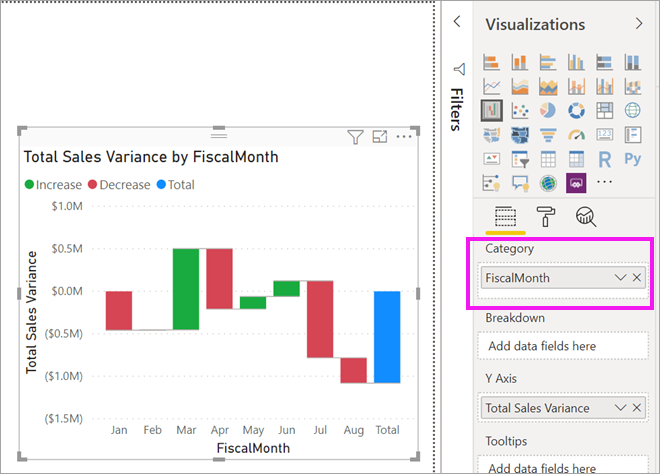 Visualizations
Filters
Total Sales Variance by FiscalMonth
Increase Decrease Total
Total Sales Variance
$1.0M
$0.5M
$0.0M
($0.5M)
($1.0M)
($1.5M)
Jan Feb Mar Apr May Jun Jul Aug Total
FiscalMonth
123
R Py
Category
FiscalMonth
Breakdown
Add data fields here
Y Axis
Total Sales Variance
Tooltips
Add data fields here